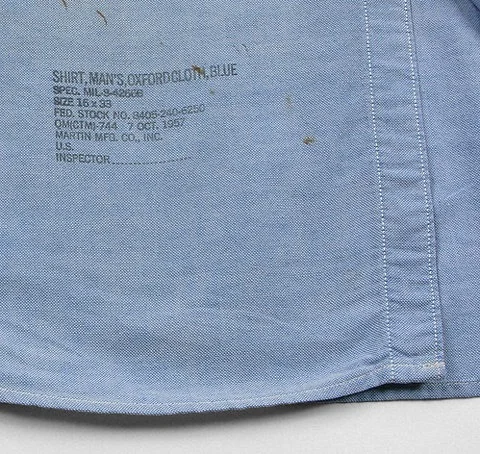 SHIRT, MAN'S, OXFORD CLOTH, BLUE
SPEC. MIL-S-4266B
SIZE 16 x 33
FED. STOCK NO. 8405-240-6250
QM(CTM)-744 7 OCT. 1957
MARTIN MFG. CO., INC.
U.S.
INSPECTOR